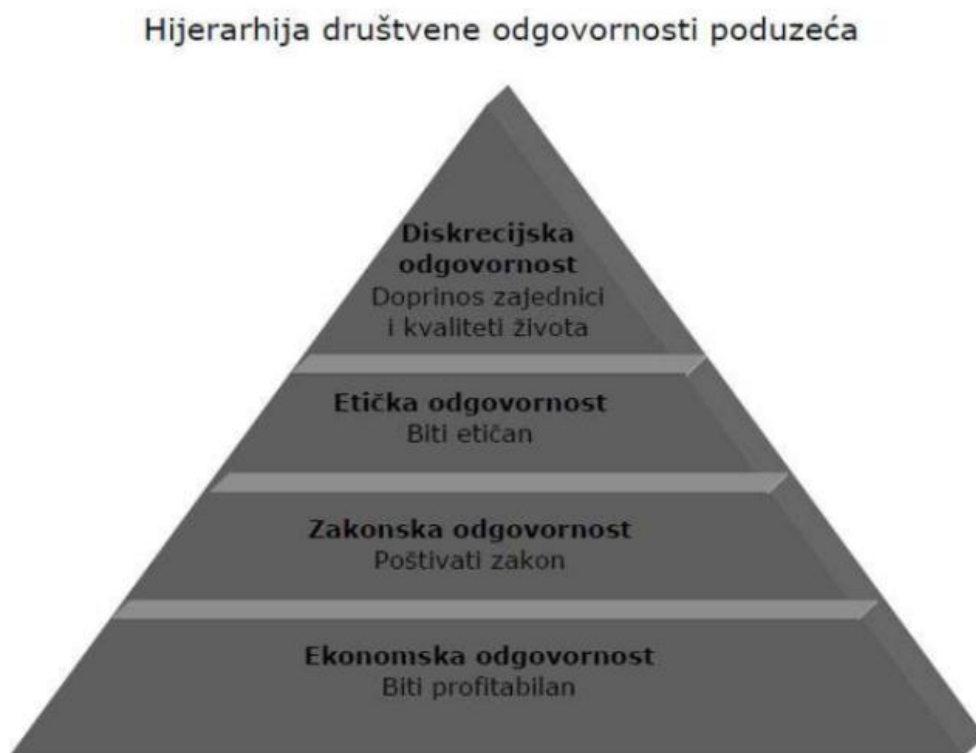 Hijerarhija društvene odgovornosti poduzeća
Diskrecijska
odgovornost
Doprinos zajednici
i kvaliteti života
Etička odgovornost
Biti etičan
Zakonska odgovornost
Poštivati zakon
Ekonomska odgovornost
Biti profitabilan